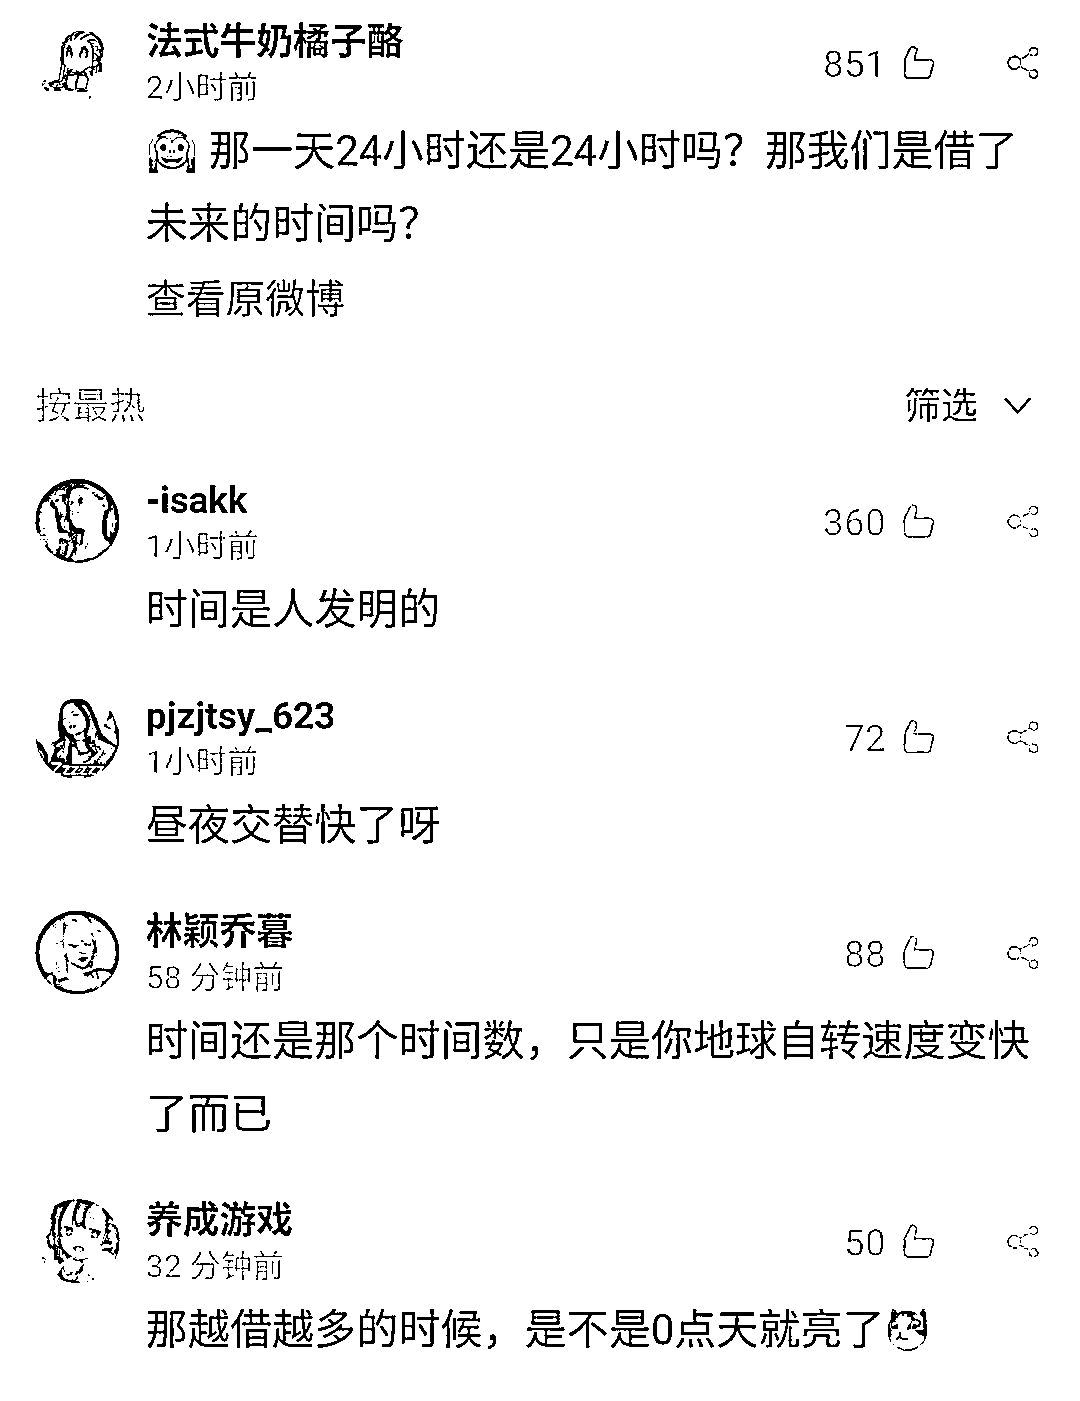 法式牛奶橘子酪
851
2小时前
那一天24小时还是24小时吗？那我们是借了
未来的时间吗？
查看原微博
按最热
筛选
-isakk
360
1小时前
时间是人发明的
pjzjtsy_623
72
1小时前
昼夜交替快了呀
林颖乔暮
88
58 分钟前
时间还是那个时间数，只是你地球自转速度变快
了而已
养成游戏
50
32 分钟前
那越借越多的时候，是不是0点天就亮了